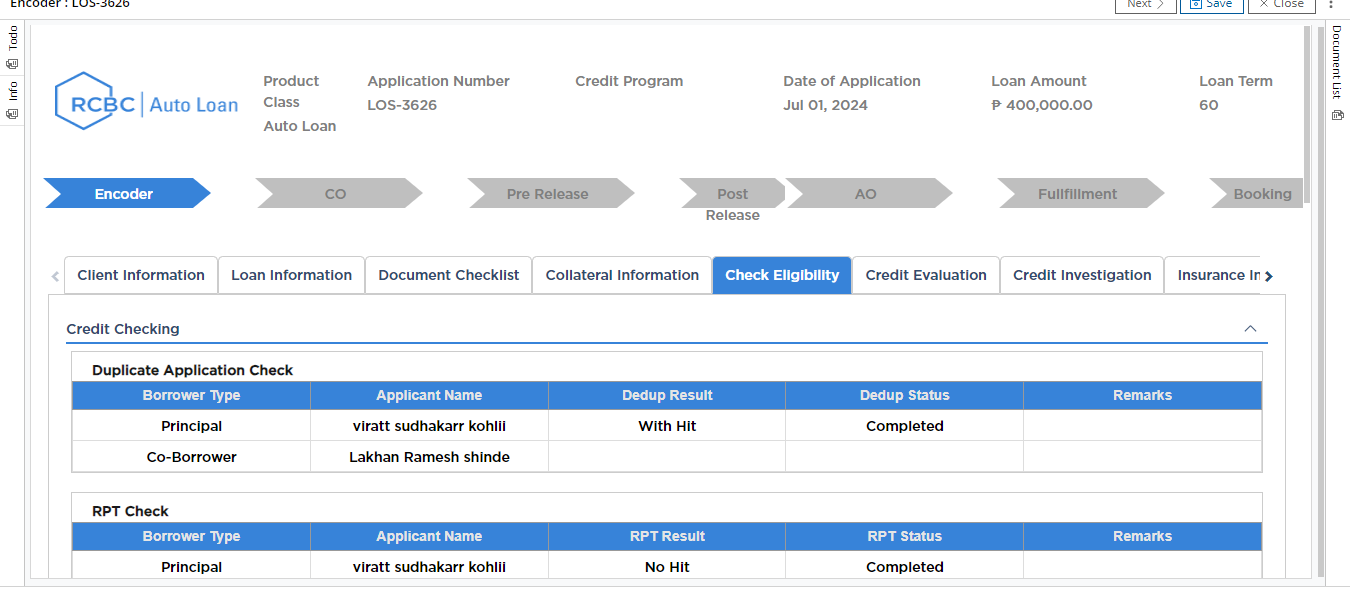 Encoder : LOS-3626
Next
Save
Close
Todo
Info
Document List
RCBC Auto Loan
Product Class
Auto Loan
Application Number
LOS-3626
Credit Program
Date of Application
Jul 01, 2024
Loan Amount
₱ 400,000.00
Loan Term
60
Encoder
CO
Pre Release
Post Release
AO
Fullfillment
Booking
Client Information
Loan Information
Document Checklist
Collateral Information
Check Eligibility
Credit Evaluation
Credit Investigation
Insurance In
Credit Checking
Duplicate Application Check
Borrower Type Applicant Name Dedup Result Dedup Status Remarks
Principal viratt sudhakarr kohlii With Hit Completed
Co-Borrower Lakhan Ramesh shinde
RPT Check
Borrower Type Applicant Name RPT Result RPT Status Remarks
Principal viratt sudhakarr kohlii No Hit Completed